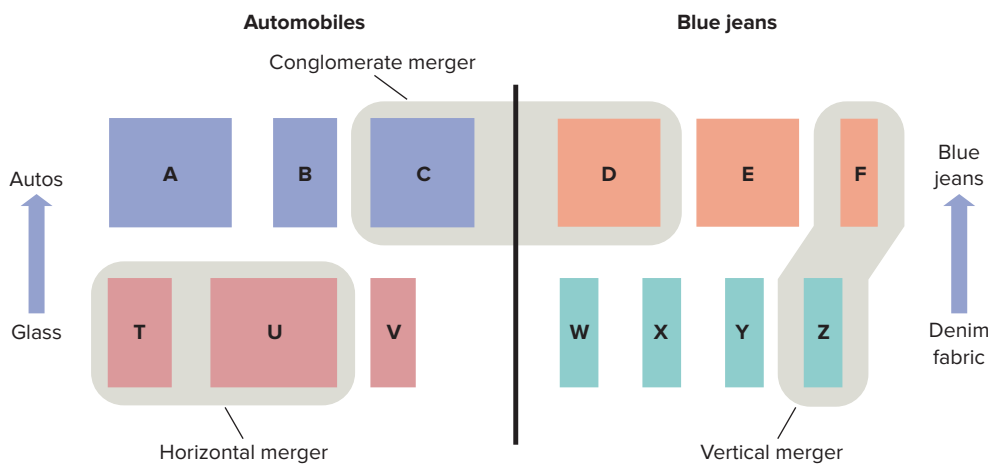 Automobiles
Blue jeans
Conglomerate merger
A
B
C
D
E
F
Autos
Blue
jeans
T
U
V
W
X
Y
Z
Glass
Denim
fabric
Horizontal merger
Vertical merger